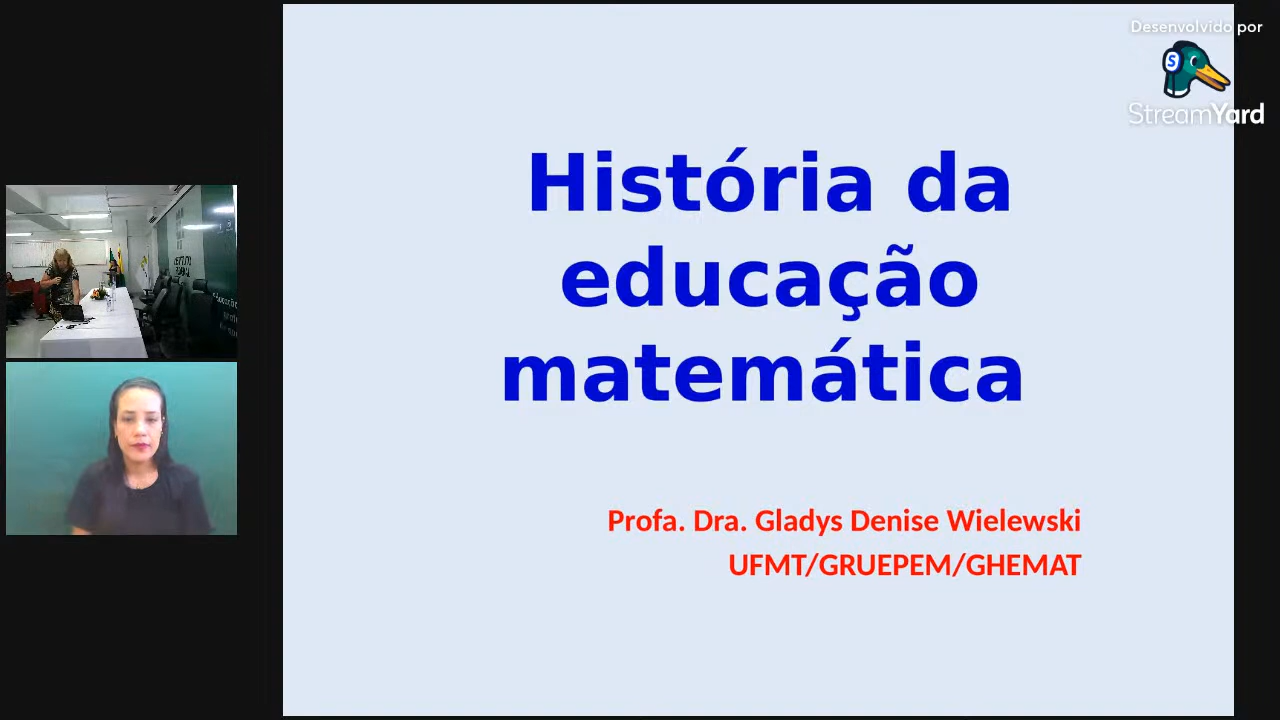 Desenvolvido por
StreamYard
História da
educação
matemática
Profa. Dra. Gladys Denise Wielewski
UFMT/GRUEPEM/GHEMAT